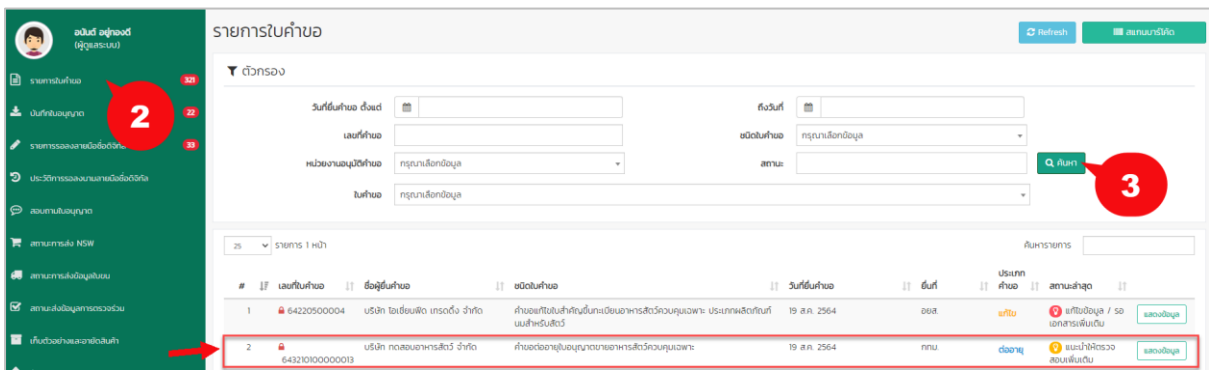 อนันต์ อยู่ทองดี
(ผู้ดูแลระบบ)
รายการใบคำขอ
Refresh
สแกนบาร์โค้ด
รายการใบคำขอ 321
บันทึกใบอนุญาต 22
2
รายการรอลงลายมือชื่อดิจิทัล 33
ประวัติการรอลงนามลายมือชื่อดิจิทัล
สอบถามใบอนุญาต
สถานะการส่ง NSW
สถานะการส่งข้อมูลใบขน
สถานะส่งข้อมูลการตรวจร่วม
เก็บตัวอย่างและอายัดสินค้า
ตัวกรอง
วันที่ยื่นคำขอ ตั้งแต่ ถึงวันที่
เลขที่คำขอ ชนิดใบคำขอ กรุณาเลือกข้อมูล
หน่วยงานอนุมัติคำขอ กรุณาเลือกข้อมูล สถานะ ค้นหา
3
ใบคำขอ กรุณาเลือกข้อมูล
25 รายการ 1 หน้า ค้นหารายการ
# เลขที่ใบคำขอ ชื่อผู้ยื่นคำขอ ชนิดใบคำขอ วันที่ยื่นคำขอ ยื่นที่ ประเภทคำขอ สถานะล่าสุด
1 64220500004 บริษัท โอเชี่ยนฟีด เทรดดิ้ง จำกัด คำขอแก้ไขใบสำคัญขึ้นทะเบียนอาหารสัตว์ควบคุมเฉพาะ ประเภทผลิตภัณฑ์ 19 ส.ค. 2564 อยส. แก้ไข แก้ไขข้อมูล / รอ แสดงข้อมูล
นมสำหรับสัตว์ เอกสารเพิ่มเติม
2 บริษัท ทดสอบอาหารสัตว์ จำกัด คำขอต่ออายุใบอนุญาตขายอาหารสัตว์ควบคุมเฉพาะ 19 ส.ค. 2564 กทม. ต่ออายุ แนะนำให้ตรวจ แสดงข้อมูล
643210100000013 สอบเพิ่มเติม